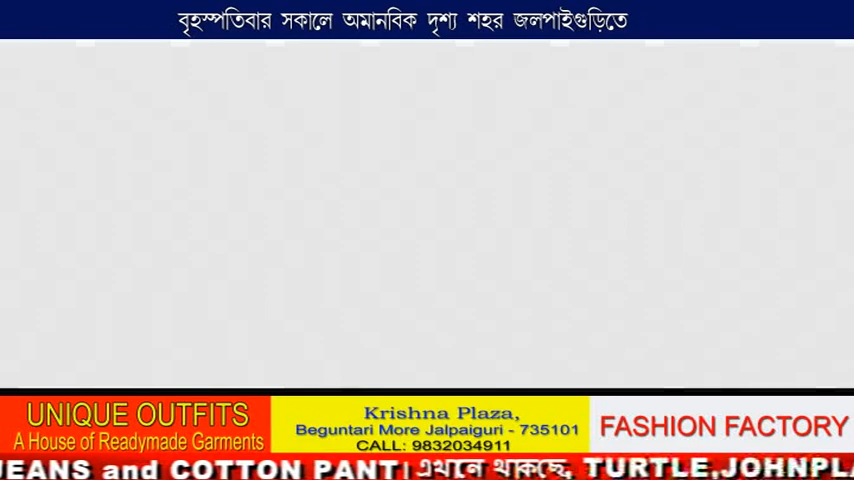 বৃহস্পতিবার সকালে অমানবিক দৃশ্য শহর জলপাইগুড়িতে
UNIQUE OUTFITS
A House of Readymade Garments
Krishna Plaza,
Beguntari More Jalpaiguri - 735101
CALL: 9832034911
FASHION FACTORY
JEANS and COTTON PANT। এখানে থাকছে, TURTLE,JOHNPLA